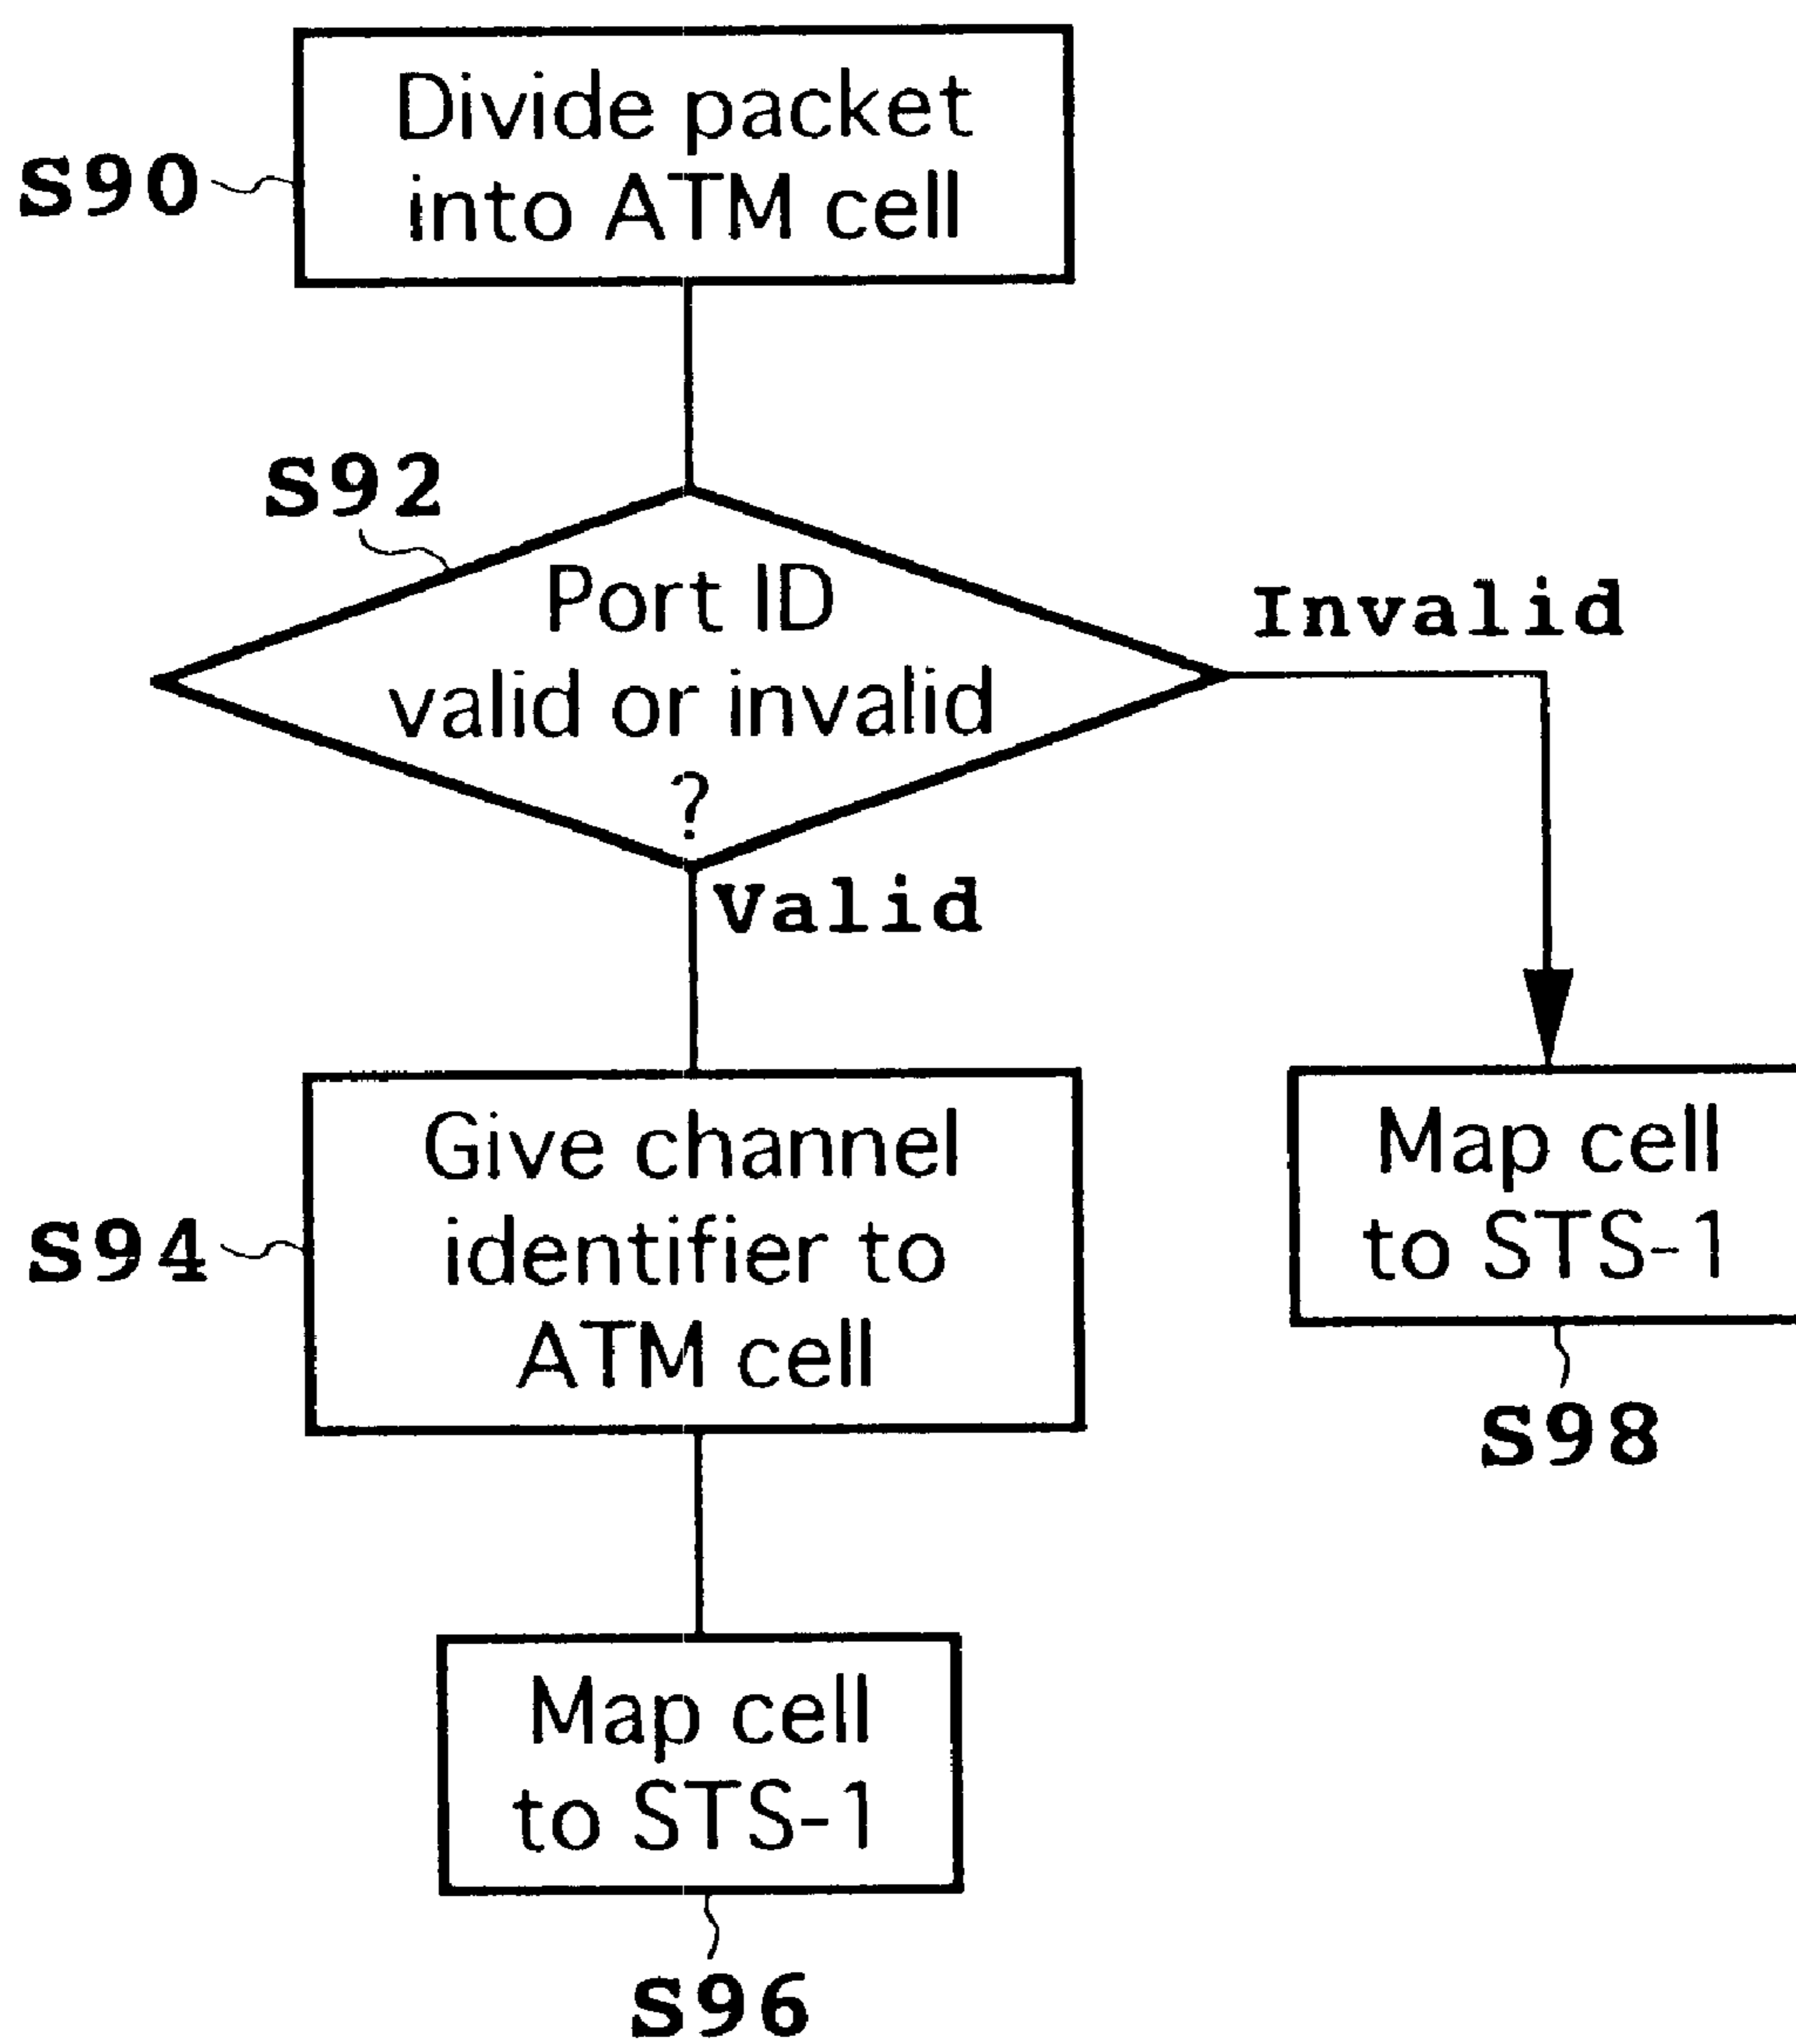 Divide packet
into ATM cell
S90
S92
Port ID
valid or invalid
?
Invalid
Valid
Give channel
identifier to
ATM cell
S94
Map cell
to STS-1
S98
Map cell
to STS-1
S96